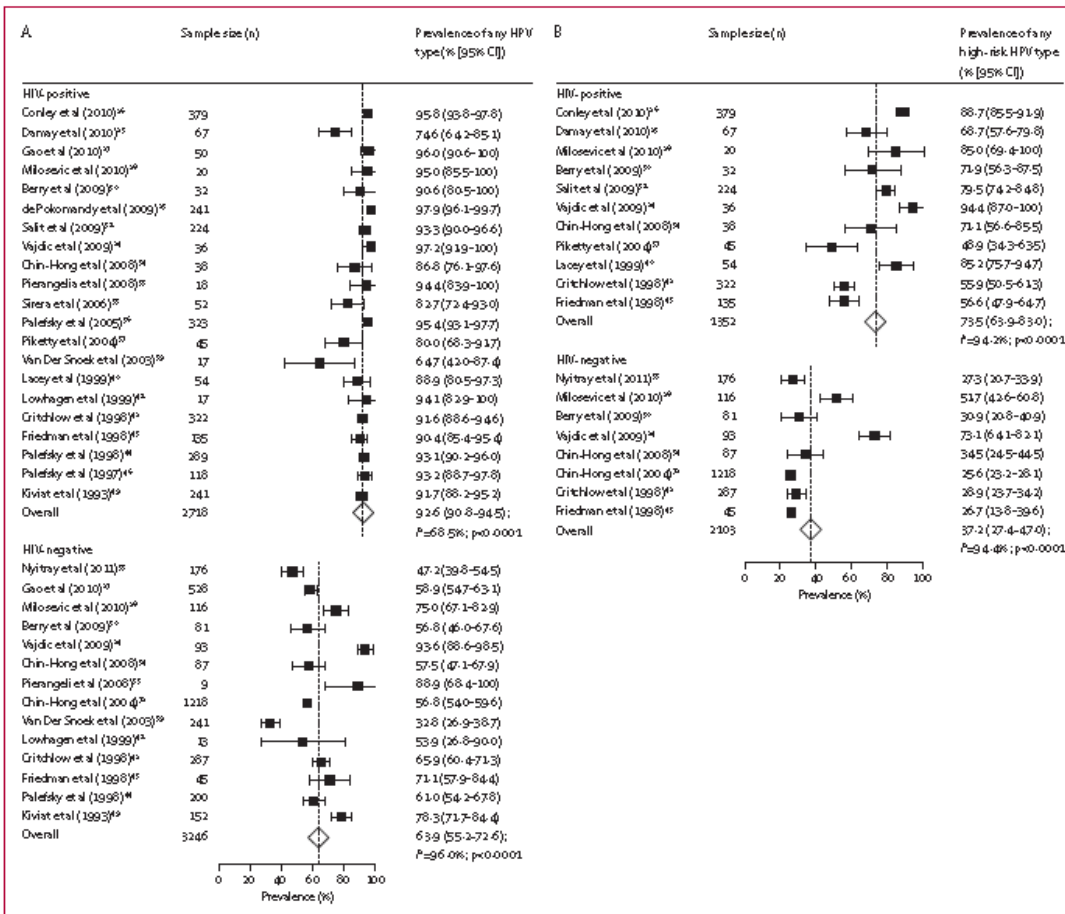 A Sample size (n) Prevalence of any HPV type (% [95% CI])
HIV-positive
Conley et al (2010)²⁶ 379 95·8 (93·8–97·8)
Damay et al (2010) 67 74·6 (64·2–85·1)
Gao et al (2010)²⁷ 50 96·0 (90·6–100)
Milosevic et al (2010)²⁹ 20 95·0 (85·5–100)
Berry et al (2009)³⁰ 32 90·6 (80·5–100)
de Pokomandy et al (2009) 241 97·9 (96·1–99·7)
Salit et al (2009) 224 93·3 (90·0–96·6)
Vajdic et al (2009) 36 97·2 (91·9–100)
Chin-Hong et al (2008) 38 86·8 (76·1–97·6)
Pierangeli et al (2008) 18 94·4 (83·9–100)
Sirera et al (2006) 52 82·7 (72·4–93·0)
Palefsky et al (2005) 323 95·4 (93·1–97·7)
Piketty et al (2004)³⁷ 45 80·0 (68·3–91·7)
Van Der Snoek et al (2003)³⁹ 17 64·7 (42·0–87·4)
Lacey et al (1999)⁴⁰ 54 88·9 (80·5–97·3)
Lowhagen et al (1999)⁴² 17 94·1 (82·9–100)
Critchlow et al (1998)⁴³ 322 91·6 (88·6–94·6)
Friedman et al (1998)⁴⁵ 135 90·4 (85·4–95·4)
Palefsky et al (1998)⁴⁴ 289 93·1 (90·2–96·0)
Palefsky et al (1997)⁴⁶ 118 93·2 (88·7–97·8)
Kiviat et al (1993)⁴⁹ 241 91·7 (88·2–95·2)
Overall 2718 92·6 (90·8–94·5);
I²=68·5%; p<0·0001
HIV-negative
Nyitray et al (2011) 176 47·2 (39·8–54·5)
Gao et al (2010)²⁷ 528 58·9 (54·7–63·1)
Milosevic et al (2010)²⁹ 116 75·0 (67·1–82·9)
Berry et al (2009)³⁰ 81 56·8 (46·0–67·6)
Vajdic et al (2009) 93 93·6 (88·6–98·5)
Chin-Hong et al (2008) 87 57·5 (47·1–67·9)
Pierangeli et al (2008) 9 88·9 (68·4–100)
Chin-Hong et al (2004) 1218 56·8 (54·0–59·6)
Van Der Snoek et al (2003)³⁹ 241 32·8 (26·9–38·7)
Lowhagen et al (1999)⁴² 13 53·9 (26·8–90·0)
Critchlow et al (1998)⁴³ 287 65·9 (60·4–71·3)
Friedman et al (1998)⁴⁵ 45 71·1 (57·9–84·4)
Palefsky et al (1998)⁴⁴ 200 61·0 (54·2–67·8)
Kiviat et al (1993)⁴⁹ 152 78·3 (71·7–84·4)
Overall 3246 63·9 (55·2–72·6);
I²=96·0%; p<0·0001
0 20 40 60 80 100
Prevalence (%)
B Sample size (n) Prevalence of any high-risk HPV type (% [95% CI])
HIV-positive
Conley et al (2010)²⁶ 379 88·7 (85·5–91·9)
Damay et al (2010) 67 68·7 (57·6–79·8)
Milosevic et al (2010)²⁹ 20 85·0 (69·4–100)
Berry et al (2009)³⁰ 32 71·9 (56·3–87·5)
Salit et al (2009) 224 79·5 (74·2–84·8)
Vajdic et al (2009) 36 94·4 (87·0–100)
Chin-Hong et al (2008) 38 71·1 (56·6–85·5)
Piketty et al (2004)³⁷ 45 48·9 (34·3–63·5)
Lacey et al (1999)⁴⁰ 54 85·2 (75·7–94·7)
Critchlow et al (1998)⁴³ 322 55·9 (50·5–61·3)
Friedman et al (1998)⁴⁵ 135 56·6 (47·9–64·7)
Overall 1352 73·5 (63·9–83·0);
I²=94·2%; p<0·0001
HIV-negative
Nyitray et al (2011) 176 27·3 (20·7–33·9)
Milosevic et al (2010)²⁹ 116 51·7 (42·6–60·8)
Berry et al (2009)³⁰ 81 30·9 (20·8–40·9)
Vajdic et al (2009) 93 73·1 (64·1–82·1)
Chin-Hong et al (2008) 87 34·5 (24·5–44·5)
Chin-Hong et al (2004) 1218 25·6 (23·2–28·1)
Critchlow et al (1998)⁴³ 287 28·9 (23·7–34·2)
Friedman et al (1998)⁴⁵ 45 26·7 (13·8–39·6)
Overall 2103 37·2 (27·4–47·0);
I²=94·4%; p<0·0001
0 20 40 60 80 100
Prevalence (%)